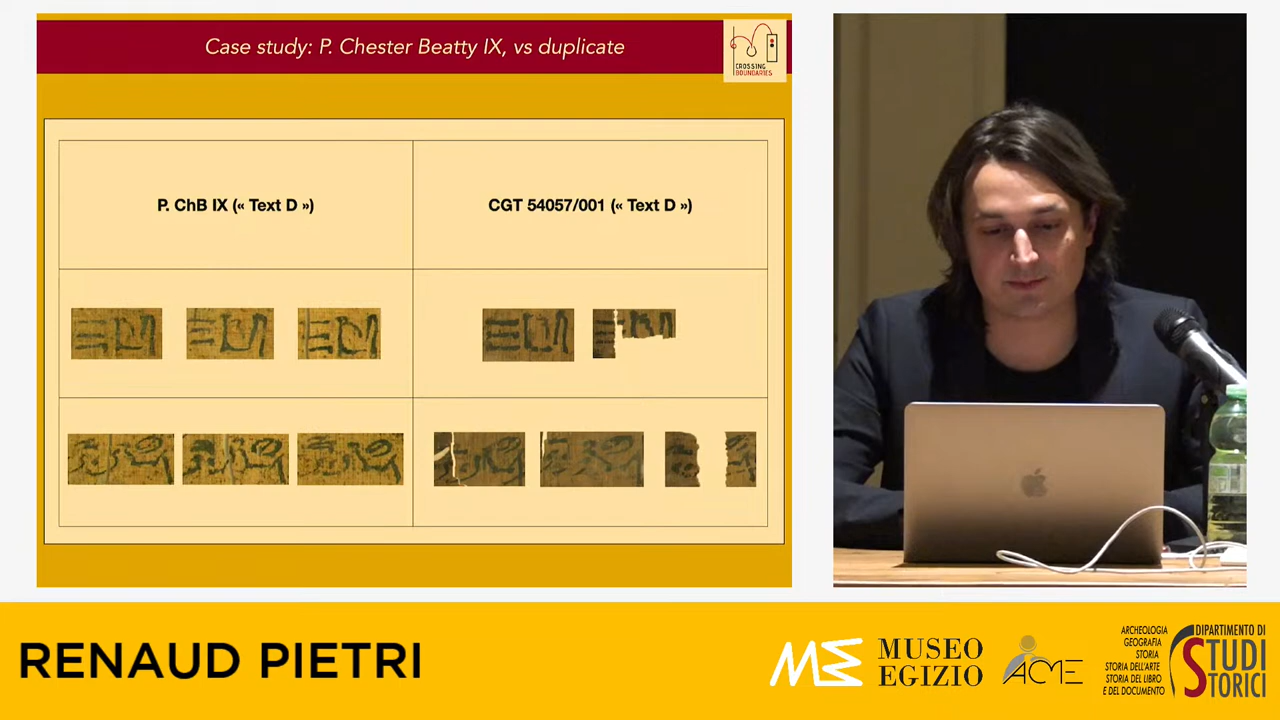 Case study: P. Chester Beatty IX, vs duplicate
CROSSING
BOUNDARIES
P. ChB IX (« Text D »)
CGT 54057/001 (« Text D »)
RENAUD PIETRI
ME
MUSEO
EGIZIO
ACME
ARCHEOLOGIA
GEOGRAFIA
STORIA
STORIA DELL'ARTE
STORIA DEL LIBRO
E DEL DOCUMENTO
DIPARTIMENTO DI
STUDI
STORICI